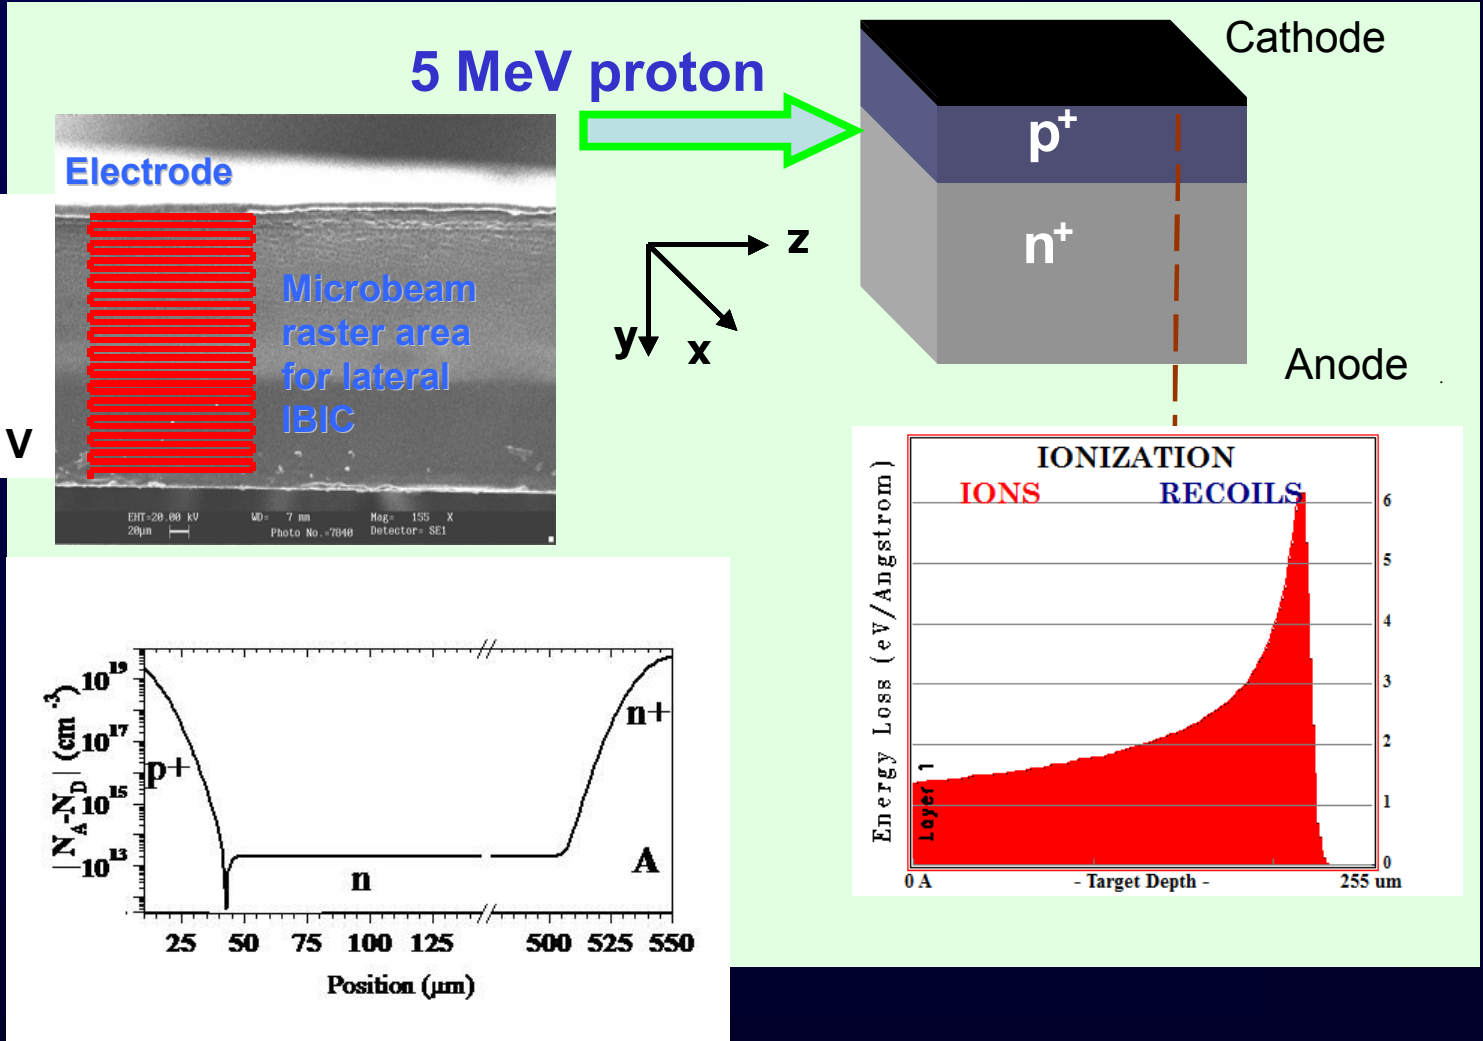 5 MeV proton
Cathode
p+
n+
Anode
Electrode
Microbeam
raster area
for lateral
IBIC
V
EHT=20.00 kV WD= 7 mm Mag= 155 X
20µm Photo No.=7840 Detector= SE1
z
y
x
IONIZATION
IONS RECOILS
6
5
4
3
2
1
0
Energy Loss (eV/Angstrom)
Layer 1
0 A - Target Depth - 255 um
|N_A-N_D| (cm^-3)
10^19
10^17
10^15
10^13
p+
n+
n
A
25 50 75 100 125 500 525 550
Position (µm)